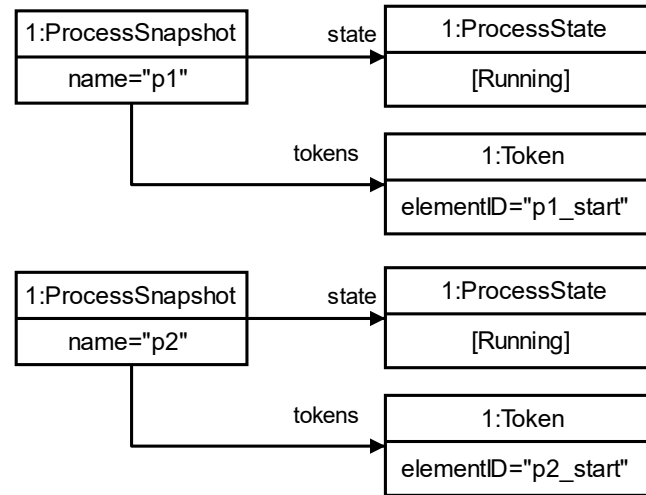 1:ProcessSnapshot
name="p1"
state
1:ProcessState
[Running]
tokens
1:Token
elementID="p1_start"
1:ProcessSnapshot
name="p2"
state
1:ProcessState
[Running]
tokens
1:Token
elementID="p2_start"